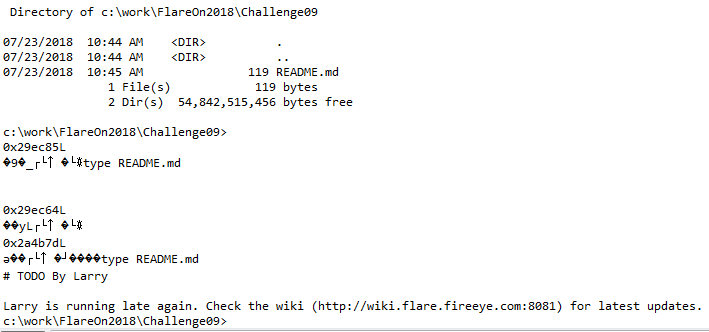 Directory of c:\work\FlareOn2018\Challenge09
07/23/2018  10:44 AM    <DIR>          .
07/23/2018  10:44 AM    <DIR>          ..
07/23/2018  10:45 AM               119 README.md
1 File(s)            119 bytes
2 Dir(s)  54,842,515,456 bytes free
c:\work\FlareOn2018\Challenge09>
0x29ec85L
�9�_┌└↑ �└type README.md
0x29ec64L
��yL┌└↑ �└
0x2a4b7dL
ə��┌└↑ �┘����type README.md
# TODO By Larry
Larry is running late again. Check the wiki (http://wiki.flare.fireeye.com:8081) for latest updates.
c:\work\FlareOn2018\Challenge09>